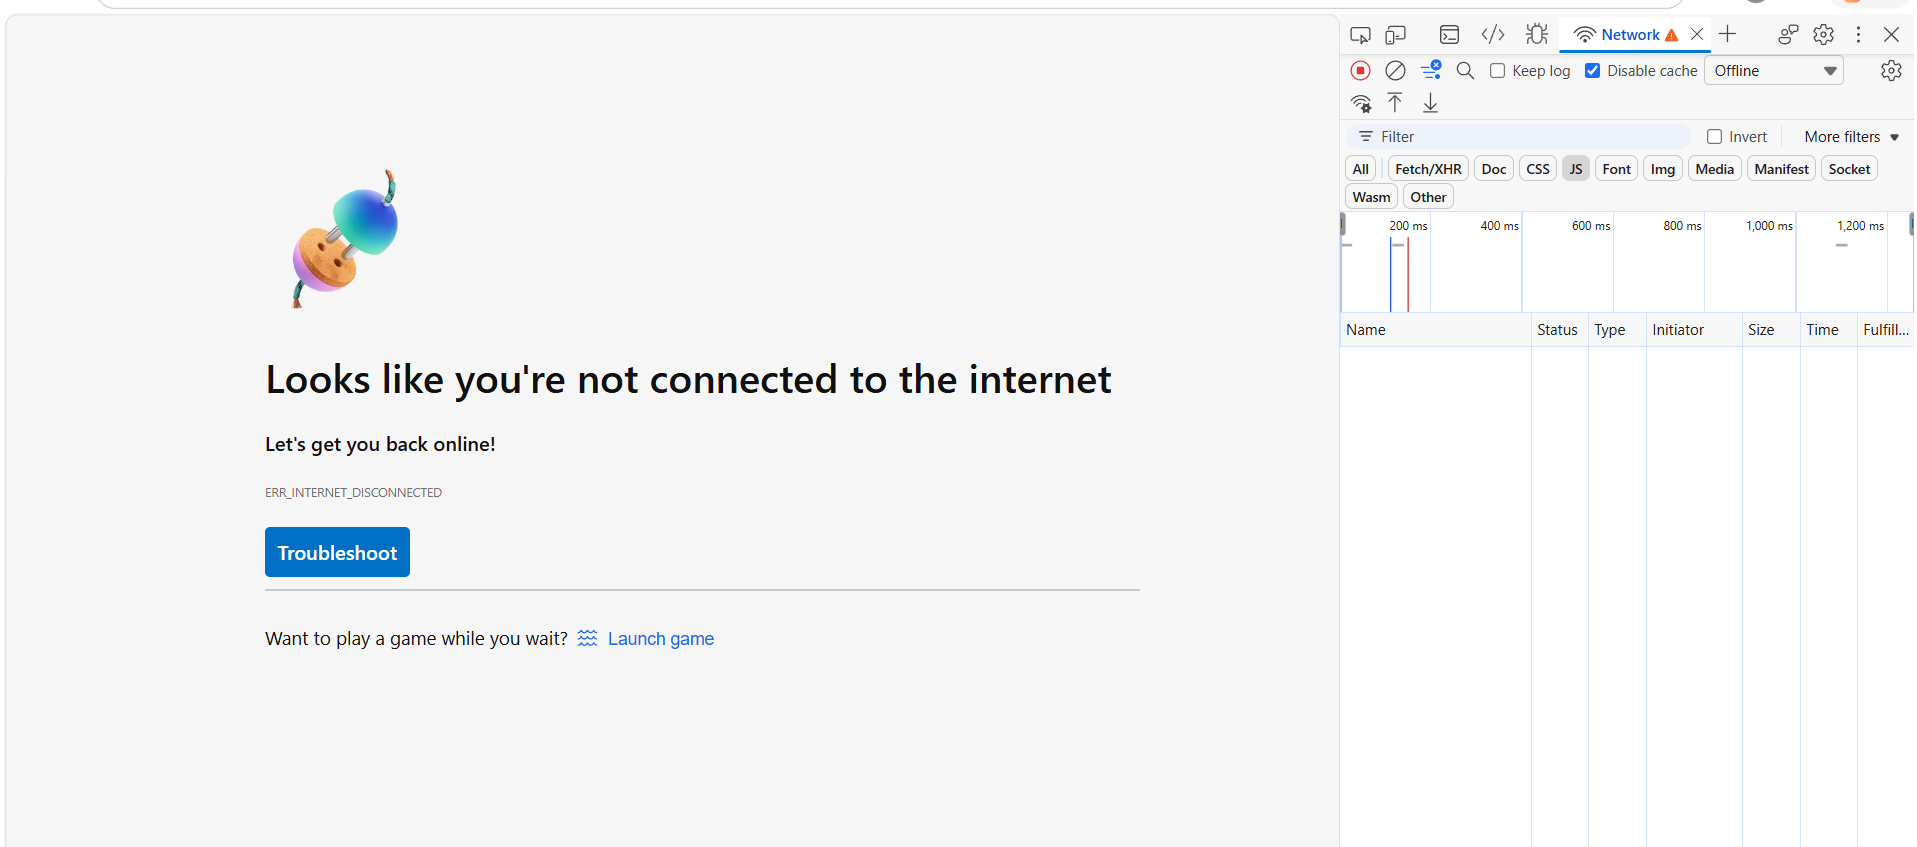 Looks like you're not connected to the internet
Let's get you back online!
ERR_INTERNET_DISCONNECTED
Troubleshoot
Want to play a game while you wait? Launch game
Network
Keep log Disable cache Offline
Filter Invert More filters
All Fetch/XHR Doc CSS JS Font Img Media Manifest Socket
Wasm Other
200 ms 400 ms 600 ms 800 ms 1,000 ms 1,200 ms
Name Status Type Initiator Size Time Fulfill...